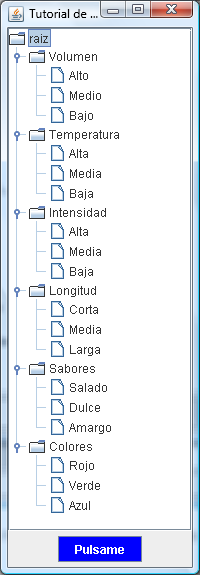 Tutorial de ...
raiz
Volumen
Alto
Medio
Bajo
Temperatura
Alta
Media
Baja
Intensidad
Alta
Media
Baja
Longitud
Corta
Media
Larga
Sabores
Salado
Dulce
Amargo
Colores
Rojo
Verde
Azul
Pulsame